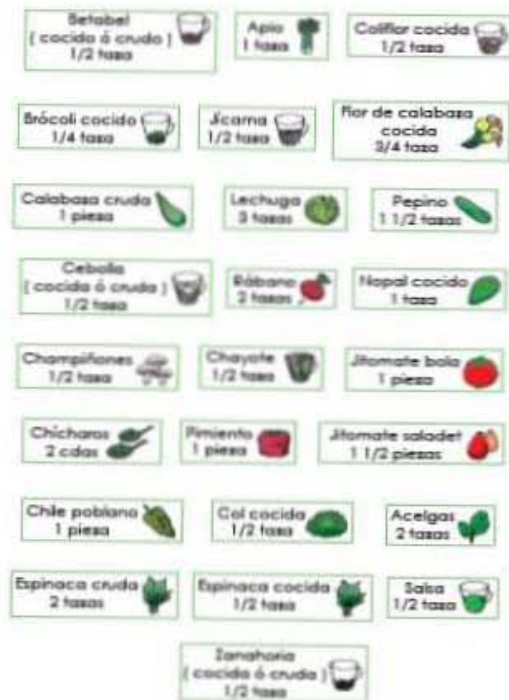 Betabel
( cocida ó cruda )
1/2 taza
Apio
1 taza
Coliflor cocida
1/2 taza
Brócoli cocido
1/4 taza
Jícama
1/2 taza
Flor de calabaza
cocida
3/4 taza
Calabaza cruda
1 pieza
Lechuga
3 tazas
Pepino
1 1/2 tazas
Cebolla
( cocida ó cruda )
1/2 taza
Rábano
2 tazas
Nopal cocido
1 taza
Champiñones
1/2 taza
Chayote
1/2 taza
Jitomate bola
1 pieza
Chícharos
2 cdas
Pimiento
1 pieza
Jitomate saladet
1 1/2 piezas
Chile poblano
1 pieza
Col cocida
1/2 taza
Acelgas
2 tazas
Espinaca cruda
2 tazas
Espinaca cocida
1/2 taza
Salsa
1/2 taza
Zanahoria
( cocida ó cruda )
1/2 taza